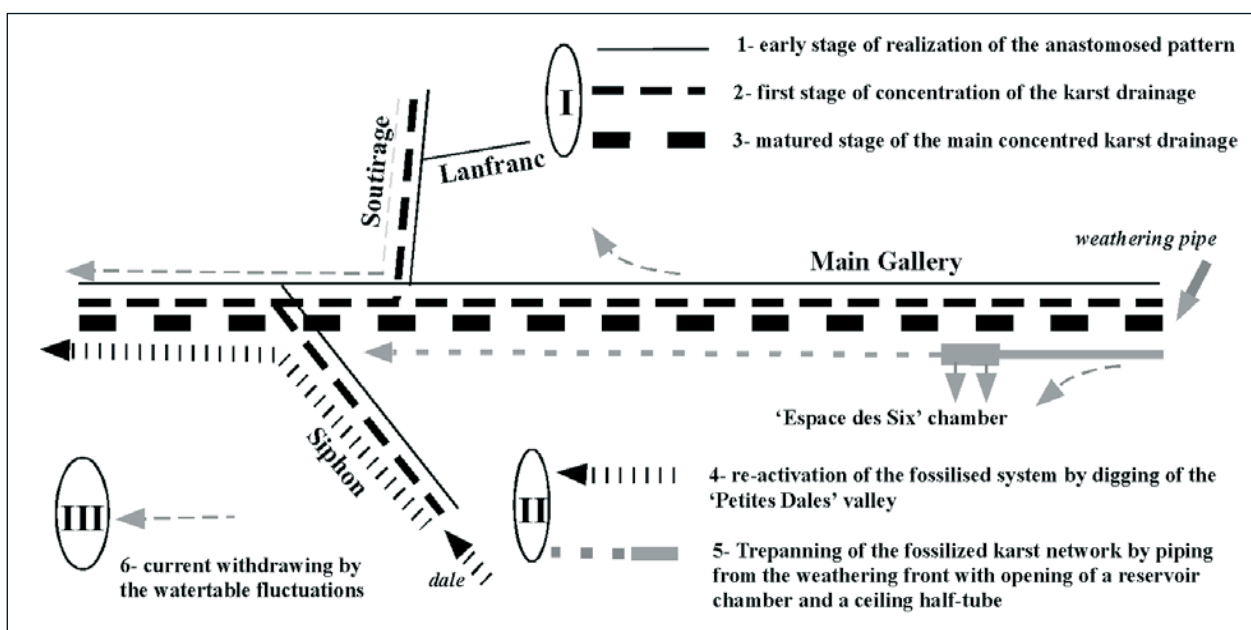 I
1- early stage of realization of the anastomosed pattern
2- first stage of concentration of the karst drainage
3- matured stage of the main concentred karst drainage
Soutirage
Lanfranc
weathering pipe
Main Gallery
'Espace des Six' chamber
Siphon
dale
III
6- current withdrawing by
the watertable fluctuations
II
4- re-activation of the fossilised system by digging of the
'Petites Dales' valley
5- Trepanning of the fossilized karst network by piping
from the weathering front with opening of a reservoir
chamber and a ceiling half-tube